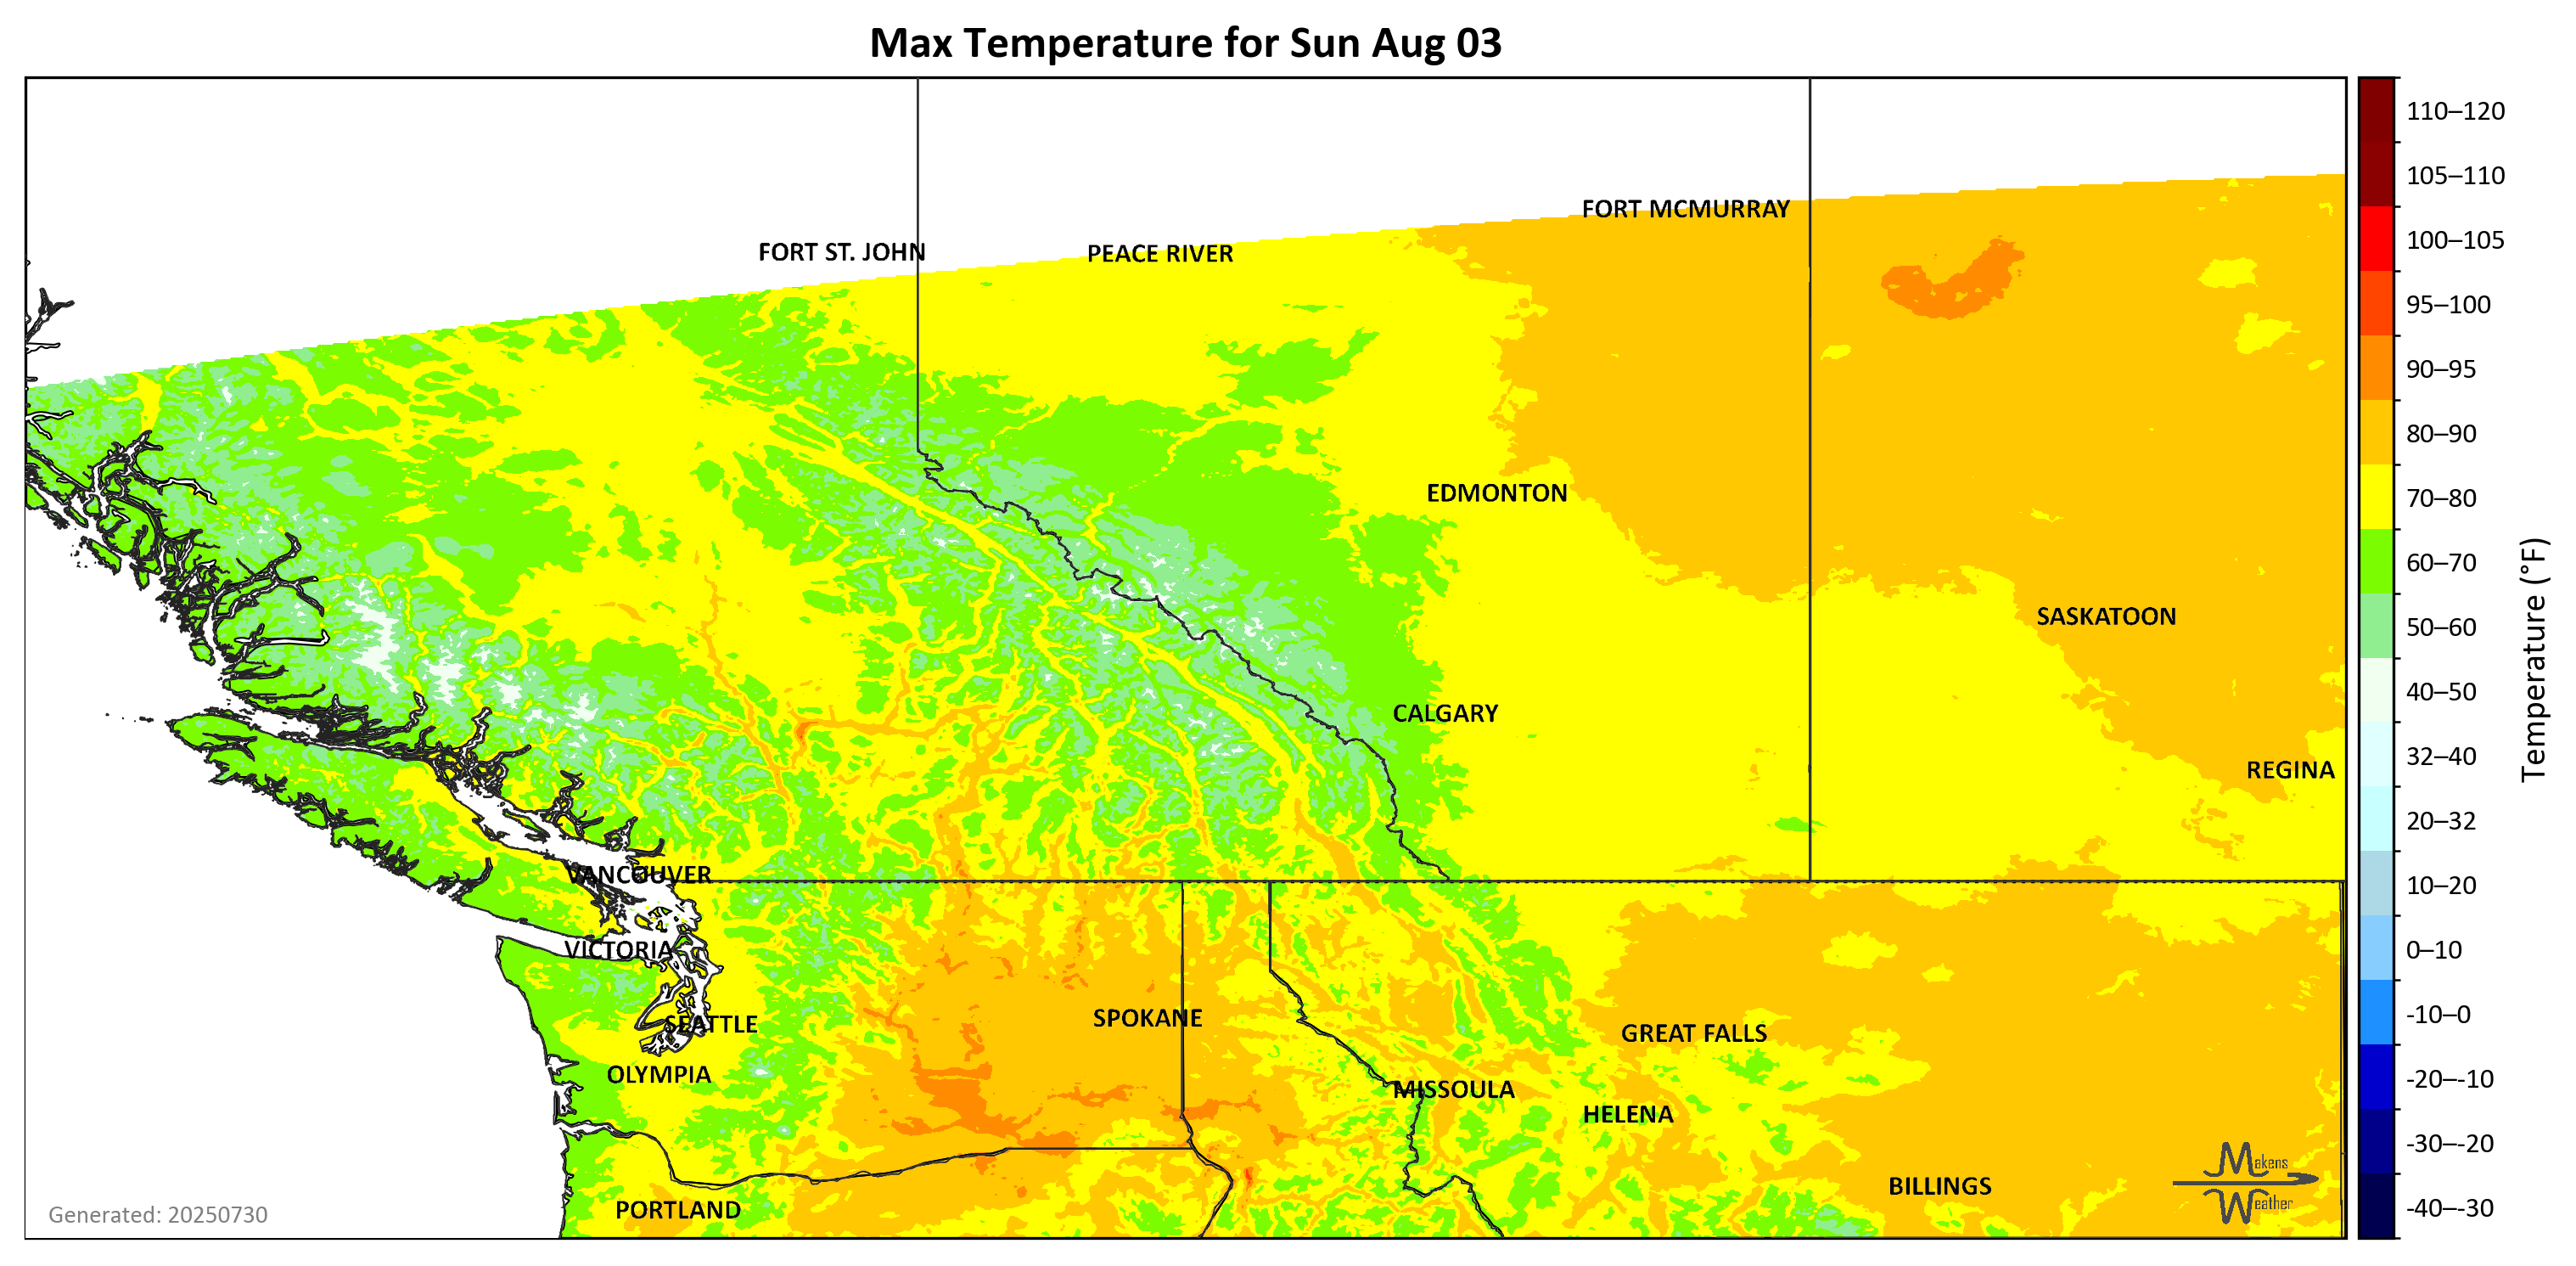 Max Temperature for Sun Aug 03
FORT MCMURRAY
FORT ST. JOHN
PEACE RIVER
EDMONTON
SASKATOON
CALGARY
REGINA
VANCOUVER
VICTORIA
SEATTLE
SPOKANE
GREAT FALLS
OLYMPIA
MISSOULA
HELENA
BILLINGS
PORTLAND
Makens
Weather
Generated: 20250730
110–120
105–110
100–105
95–100
90–95
80–90
70–80
60–70
50–60
40–50
32–40
20–32
10–20
0–10
-10–0
-20–-10
-30–-20
-40–-30
Temperature (°F)